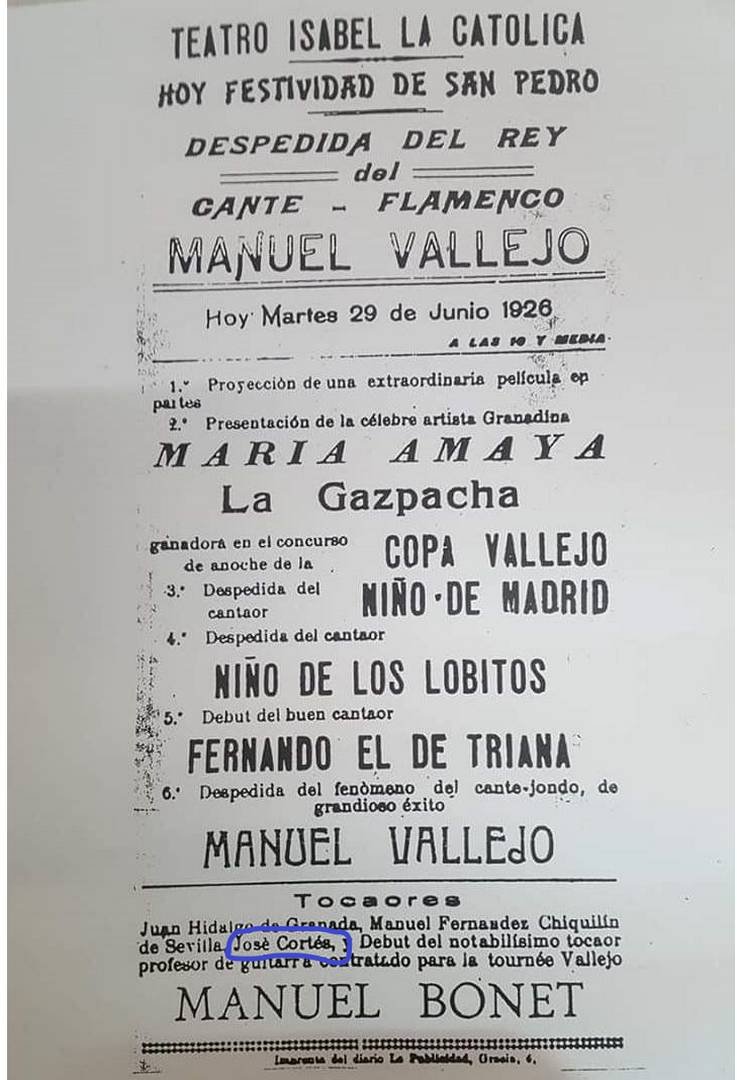 TEATRO ISABEL LA CATOLICA
HOY FESTIVIDAD DE SAN PEDRO
DESPEDIDA DEL REY
del
CANTE - FLAMENCO
MANUEL VALLEJO
Hoy Martes 29 de Junio 1926
A LAS 10 Y MEDIA.
1.º Proyección de una extraordinaria película en
partes
2.º Presentación de la célebre artista Granadina
MARIA AMAYA
La Gazpacha
ganadora en el concurso
de anoche de la
COPA VALLEJO
3.º Despedida del
cantaor
NIÑO DE MADRID
4.º Despedida del cantaor
NIÑO DE LOS LOBITOS
5.º Debut del buen cantaor
FERNANDO EL DE TRIANA
6.º Despedida del fenòmeno del cante-jondo, de
grandioso éxito
MANUEL VALLEJO
Tocaores
Juan Hidalgo de Granada, Manuel Fernandez Chiquilín
de Sevilla, Josè Cortés, y Debut del notabilísimo tocaor
profesor de guitarra contratado para la tournée Vallejo
MANUEL BONET
Imprenta del diario La Publicidad, Gracia, 6.